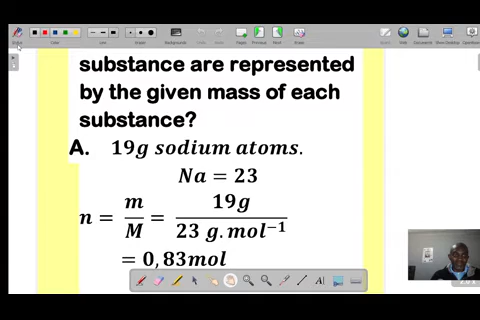 substance are represented
by the given mass of each
substance?
A. 19g sodium atoms.
Na = 23
n = m/M = 19g/23 g.mol⁻¹
= 0,83mol